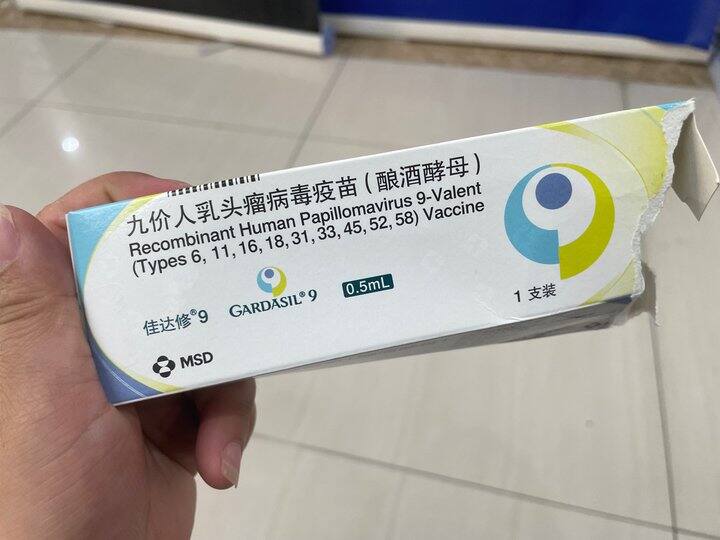 九价人乳头瘤病毒疫苗（酿酒酵母）
Recombinant Human Papillomavirus 9-Valent
(Types 6, 11, 16, 18, 31, 33, 45, 52, 58) Vaccine
佳达修®9
GARDASIL®9
0.5mL
1 支装
MSD